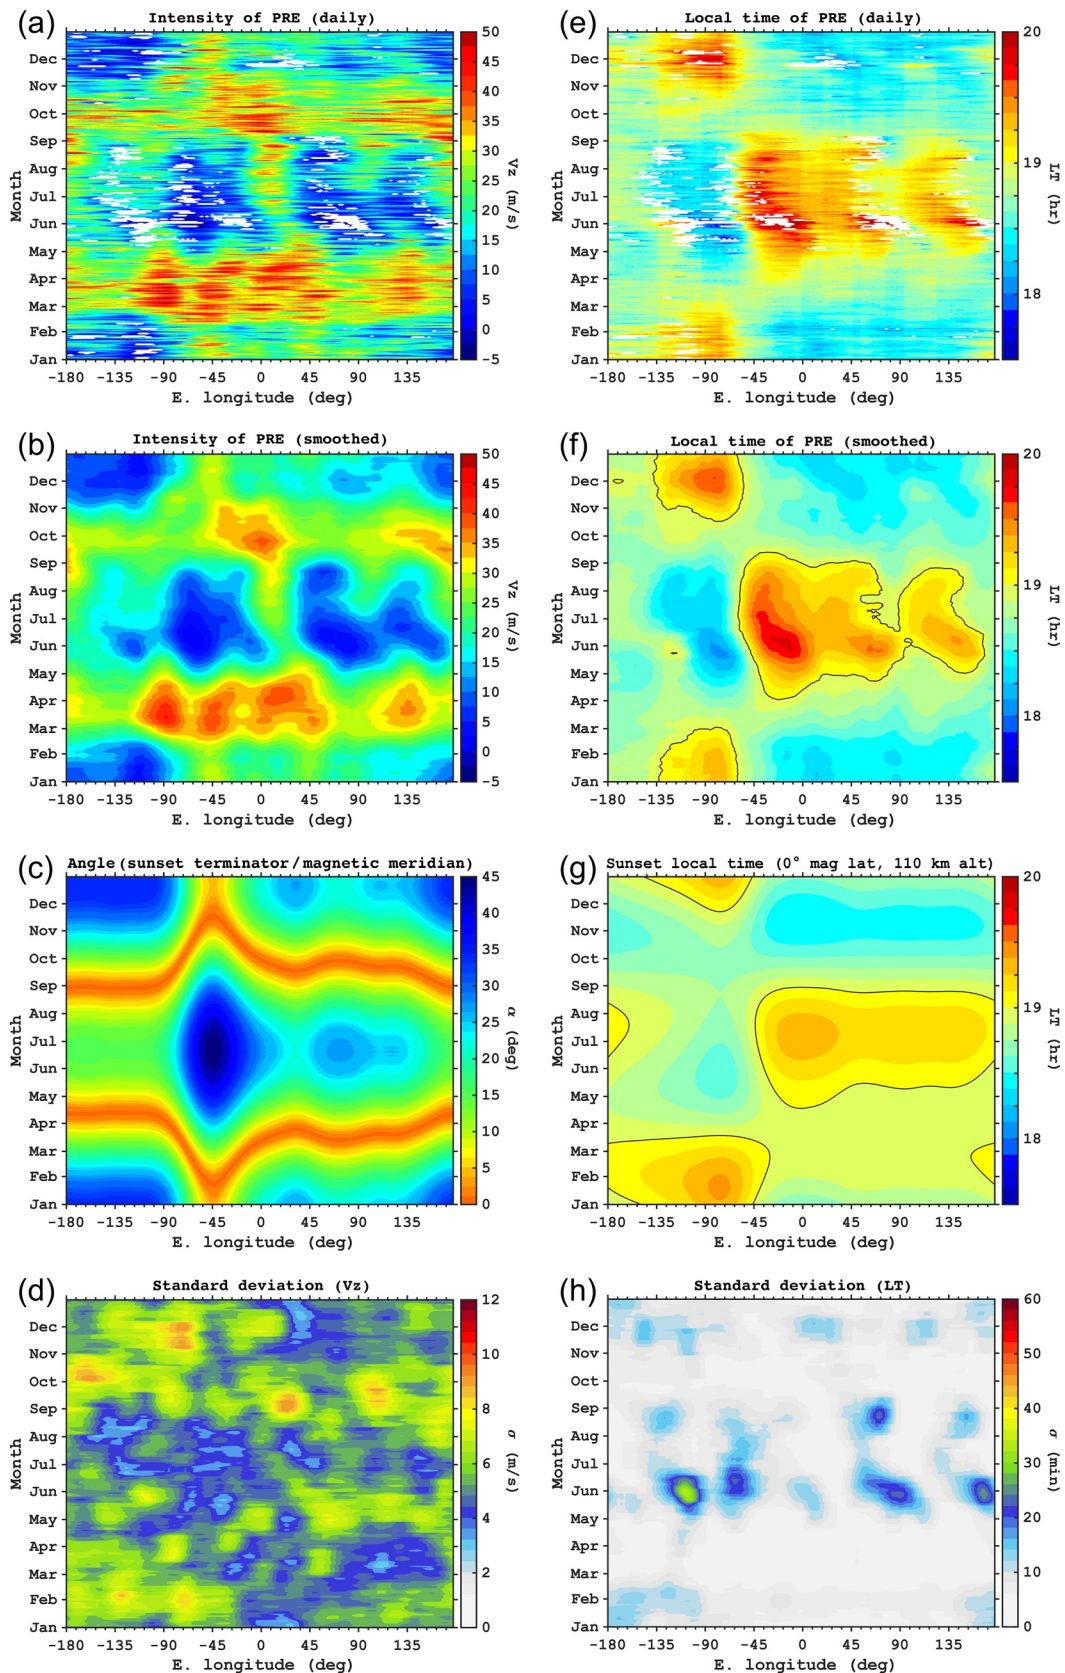 (a) Intensity of PRE (daily)
Dec
Nov
Oct
Sep
Aug
Jul
Jun
May
Apr
Mar
Feb
Jan
Month
-180 -135 -90 -45 0 45 90 135
E. longitude (deg)
50
45
40
35
30
25
20
15
10
5
0
-5
Vz (m/s)
(e) Local time of PRE (daily)
Dec
Nov
Oct
Sep
Aug
Jul
Jun
May
Apr
Mar
Feb
Jan
Month
-180 -135 -90 -45 0 45 90 135
E. longitude (deg)
20
19
18
LT (hr)
(b) Intensity of PRE (smoothed)
Dec
Nov
Oct
Sep
Aug
Jul
Jun
May
Apr
Mar
Feb
Jan
Month
-180 -135 -90 -45 0 45 90 135
E. longitude (deg)
50
45
40
35
30
25
20
15
10
5
0
-5
Vz (m/s)
(f) Local time of PRE (smoothed)
Dec
Nov
Oct
Sep
Aug
Jul
Jun
May
Apr
Mar
Feb
Jan
Month
-180 -135 -90 -45 0 45 90 135
E. longitude (deg)
20
19
18
LT (hr)
(c) Angle (sunset terminator/magnetic meridian)
Dec
Nov
Oct
Sep
Aug
Jul
Jun
May
Apr
Mar
Feb
Jan
Month
-180 -135 -90 -45 0 45 90 135
E. longitude (deg)
45
40
35
30
25
20
15
10
5
0
α (deg)
(g) Sunset local time (0° mag lat, 110 km alt)
Dec
Nov
Oct
Sep
Aug
Jul
Jun
May
Apr
Mar
Feb
Jan
Month
-180 -135 -90 -45 0 45 90 135
E. longitude (deg)
20
19
18
LT (hr)
(d) Standard deviation (Vz)
Dec
Nov
Oct
Sep
Aug
Jul
Jun
May
Apr
Mar
Feb
Jan
Month
-180 -135 -90 -45 0 45 90 135
E. longitude (deg)
12
10
8
6
4
2
0
σ (m/s)
(h) Standard deviation (LT)
Dec
Nov
Oct
Sep
Aug
Jul
Jun
May
Apr
Mar
Feb
Jan
Month
-180 -135 -90 -45 0 45 90 135
E. longitude (deg)
60
50
40
30
20
10
0
σ (min)